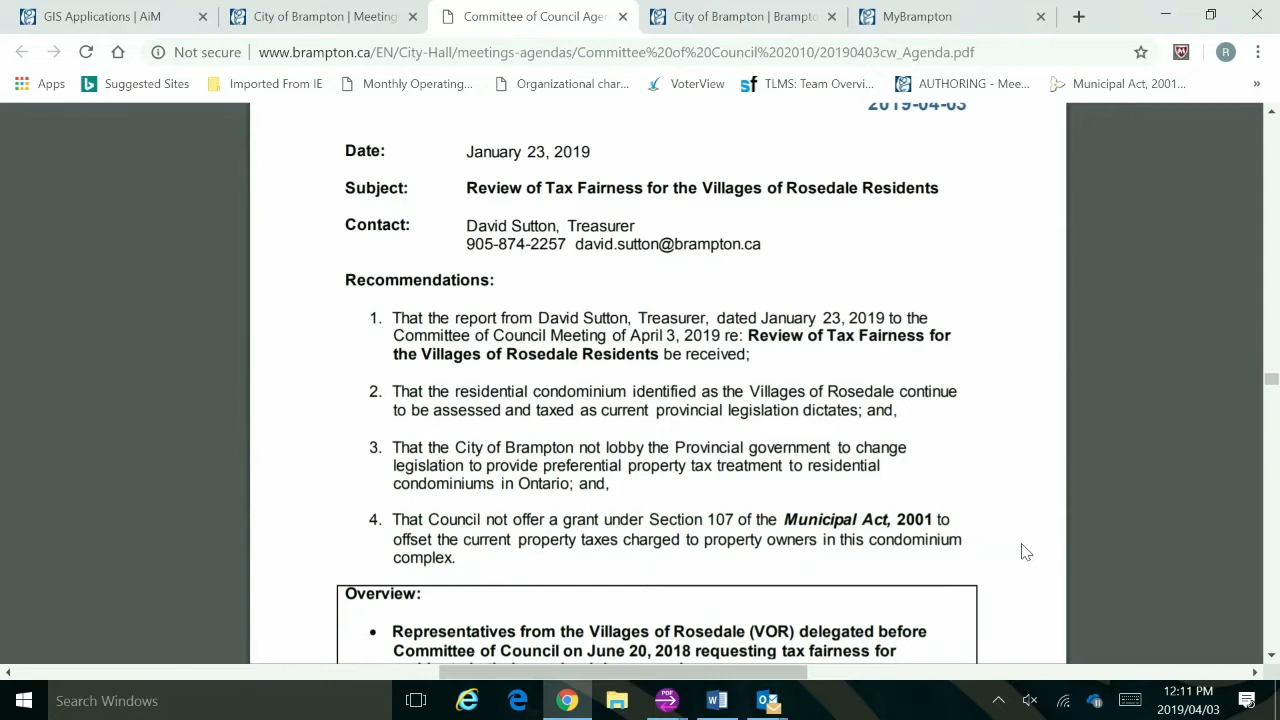 GIS Applications | AiM
City of Brampton | Meeting
Committee of Council Ager
City of Brampton | Brampto
MyBrampton
Not secure
www.brampton.ca/EN/City-Hall/meetings-agendas/Committee%20of%20Council%202010/20190403cw_Agenda.pdf
R
Apps
Suggested Sites
Imported From IE
Monthly Operating...
Organizational char...
VoterView
TLMS: Team Overvi...
AUTHORING - Mee...
Municipal Act, 2001...
»
2019-04-03
Date: January 23, 2019
Subject: Review of Tax Fairness for the Villages of Rosedale Residents
Contact: David Sutton, Treasurer
905-874-2257 david.sutton@brampton.ca
Recommendations:
1. That the report from David Sutton, Treasurer, dated January 23, 2019 to the
Committee of Council Meeting of April 3, 2019 re: Review of Tax Fairness for
the Villages of Rosedale Residents be received;
2. That the residential condominium identified as the Villages of Rosedale continue
to be assessed and taxed as current provincial legislation dictates; and,
3. That the City of Brampton not lobby the Provincial government to change
legislation to provide preferential property tax treatment to residential
condominiums in Ontario; and,
4. That Council not offer a grant under Section 107 of the Municipal Act, 2001 to
offset the current property taxes charged to property owners in this condominium
complex.
Overview:
• Representatives from the Villages of Rosedale (VOR) delegated before
Committee of Council on June 20, 2018 requesting tax fairness for
Search Windows
12:11 PM
2019/04/03